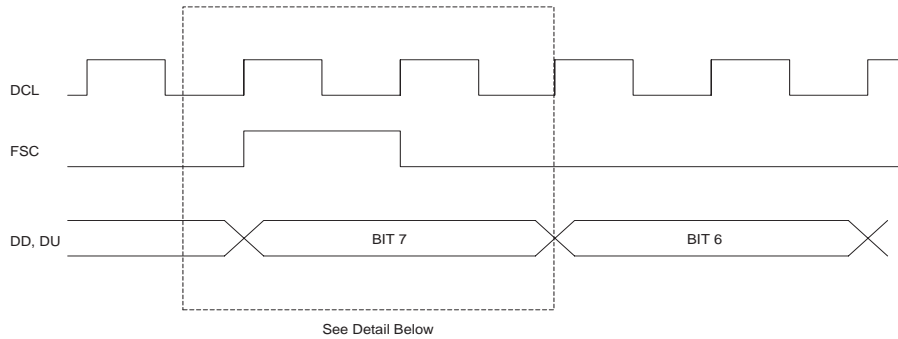 DCL
FSC
DD, DU
BIT 7
BIT 6
See Detail Below